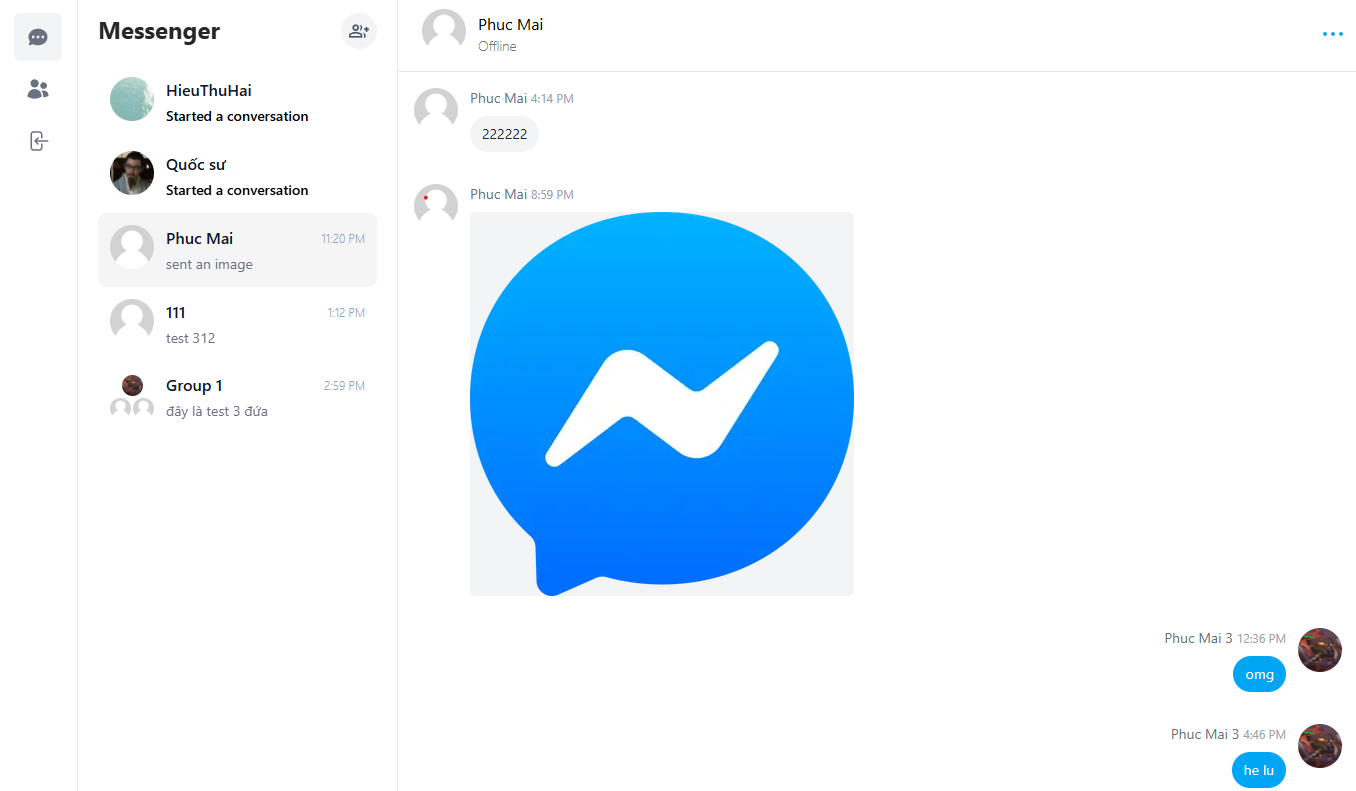 Messenger
HieuThuHai
Started a conversation
Quốc sư
Started a conversation
Phuc Mai 11:20 PM
sent an image
111 1:12 PM
test 312
Group 1 2:59 PM
đây là test 3 đứa
Phuc Mai
Offline
Phuc Mai 4:14 PM
222222
Phuc Mai 8:59 PM
Phuc Mai 3 12:36 PM
omg
Phuc Mai 3 4:46 PM
he lu